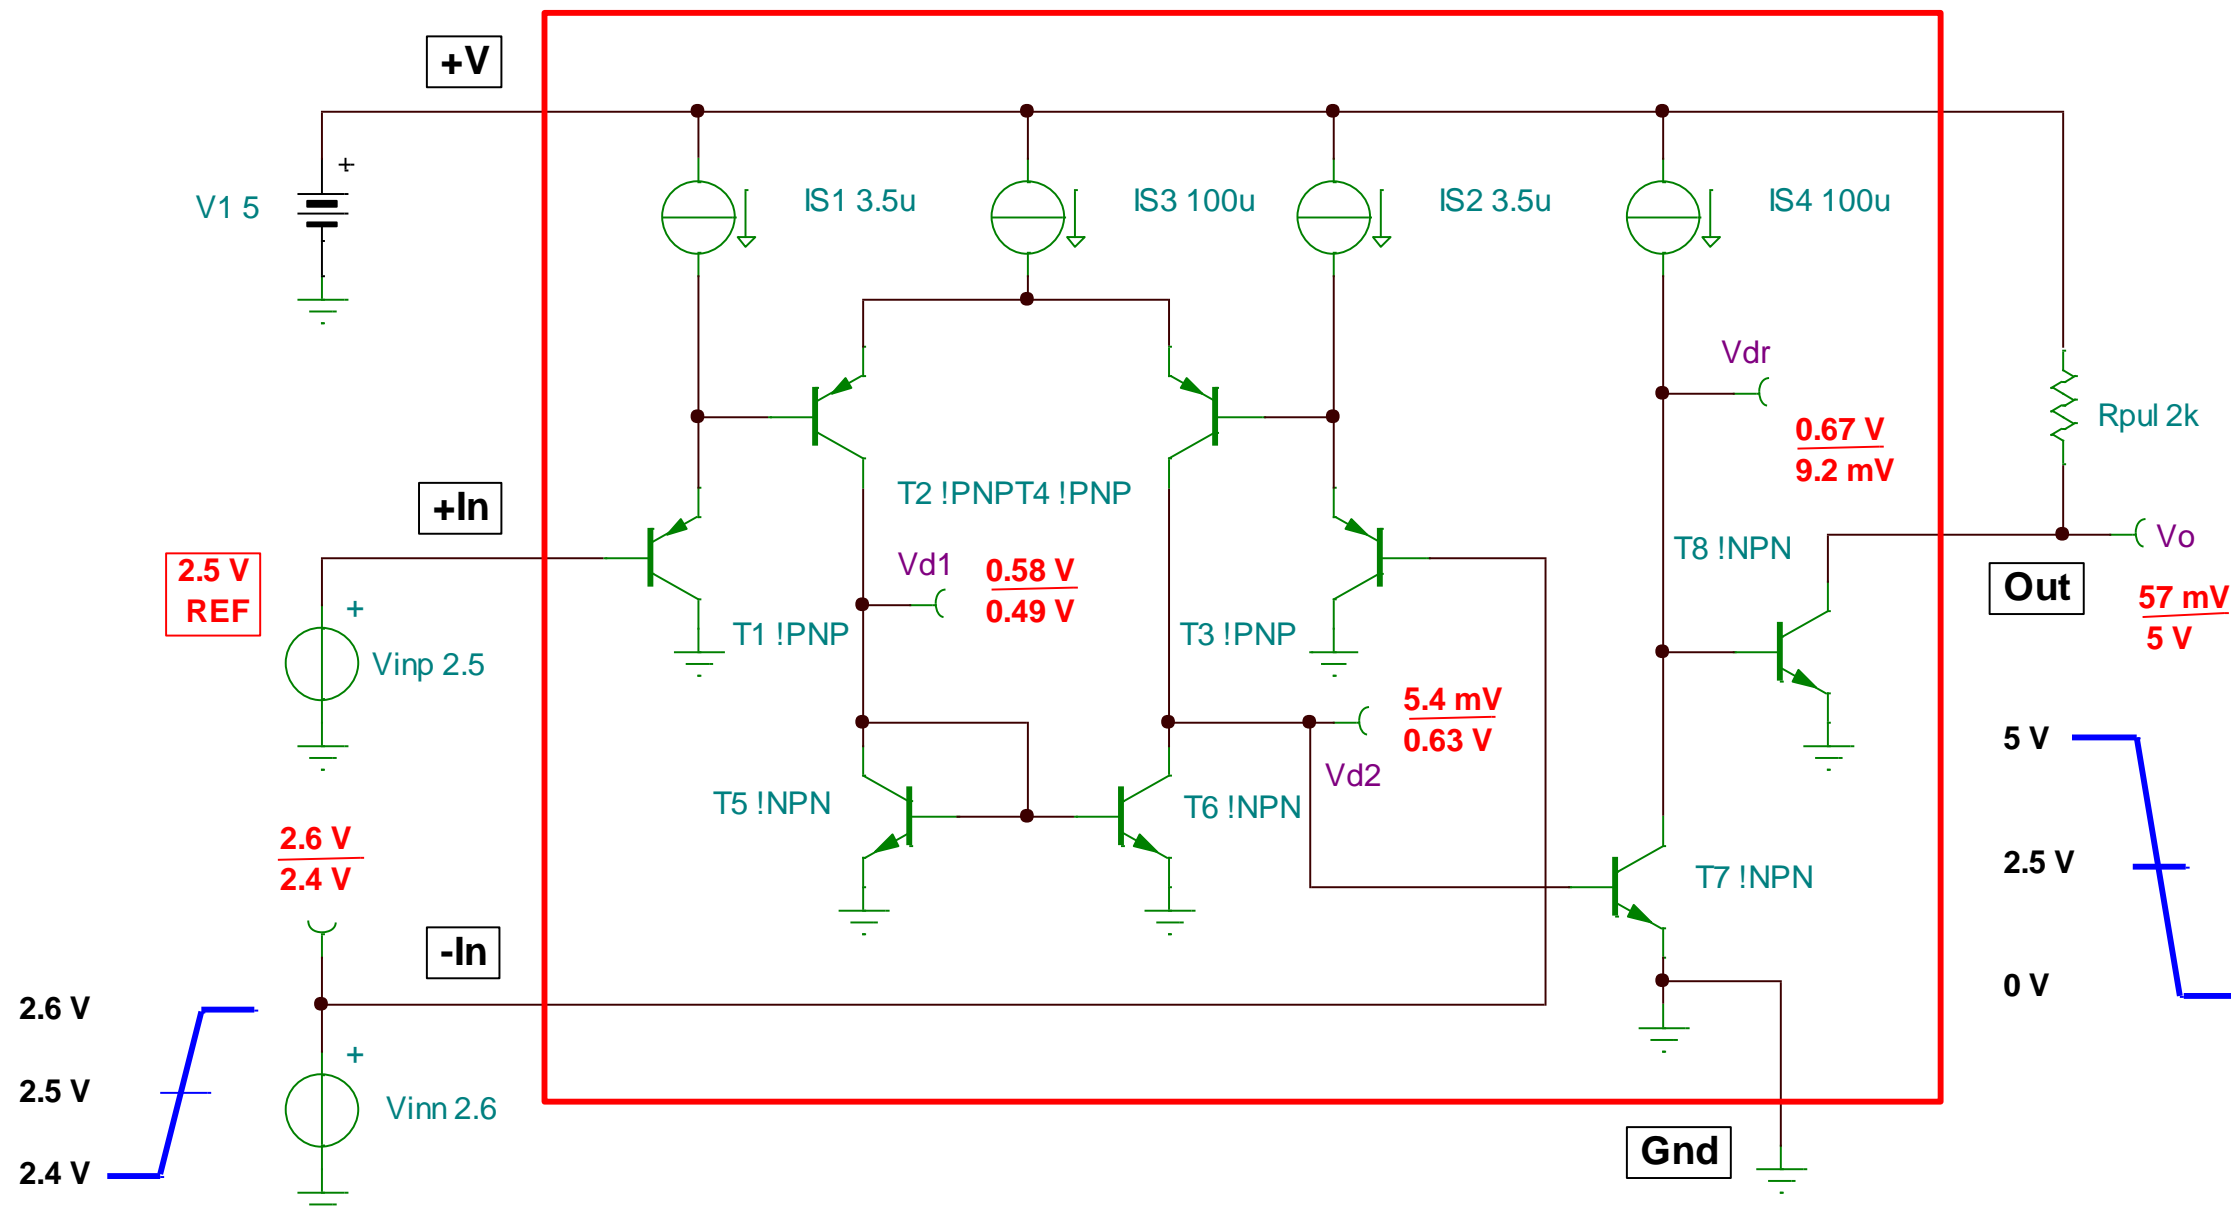 +V
V1 5
+
IS1 3.5u
IS3 100u
IS2 3.5u
IS4 100u
Vdr
0.67 V
9.2 mV
Rpul 2k
+In
T2 !PNPT4 !PNP
T8 !NPN
Vo
2.5 V
REF
Vd1
0.58 V
0.49 V
Out
57 mV
5 V
+
Vinp 2.5
T1 !PNP
T3 !PNP
5.4 mV
0.63 V
Vd2
5 V
T5 !NPN
T6 !NPN
2.6 V
2.4 V
2.5 V
T7 !NPN
-In
0 V
2.6 V
+
2.5 V
Vinn 2.6
Gnd
2.4 V